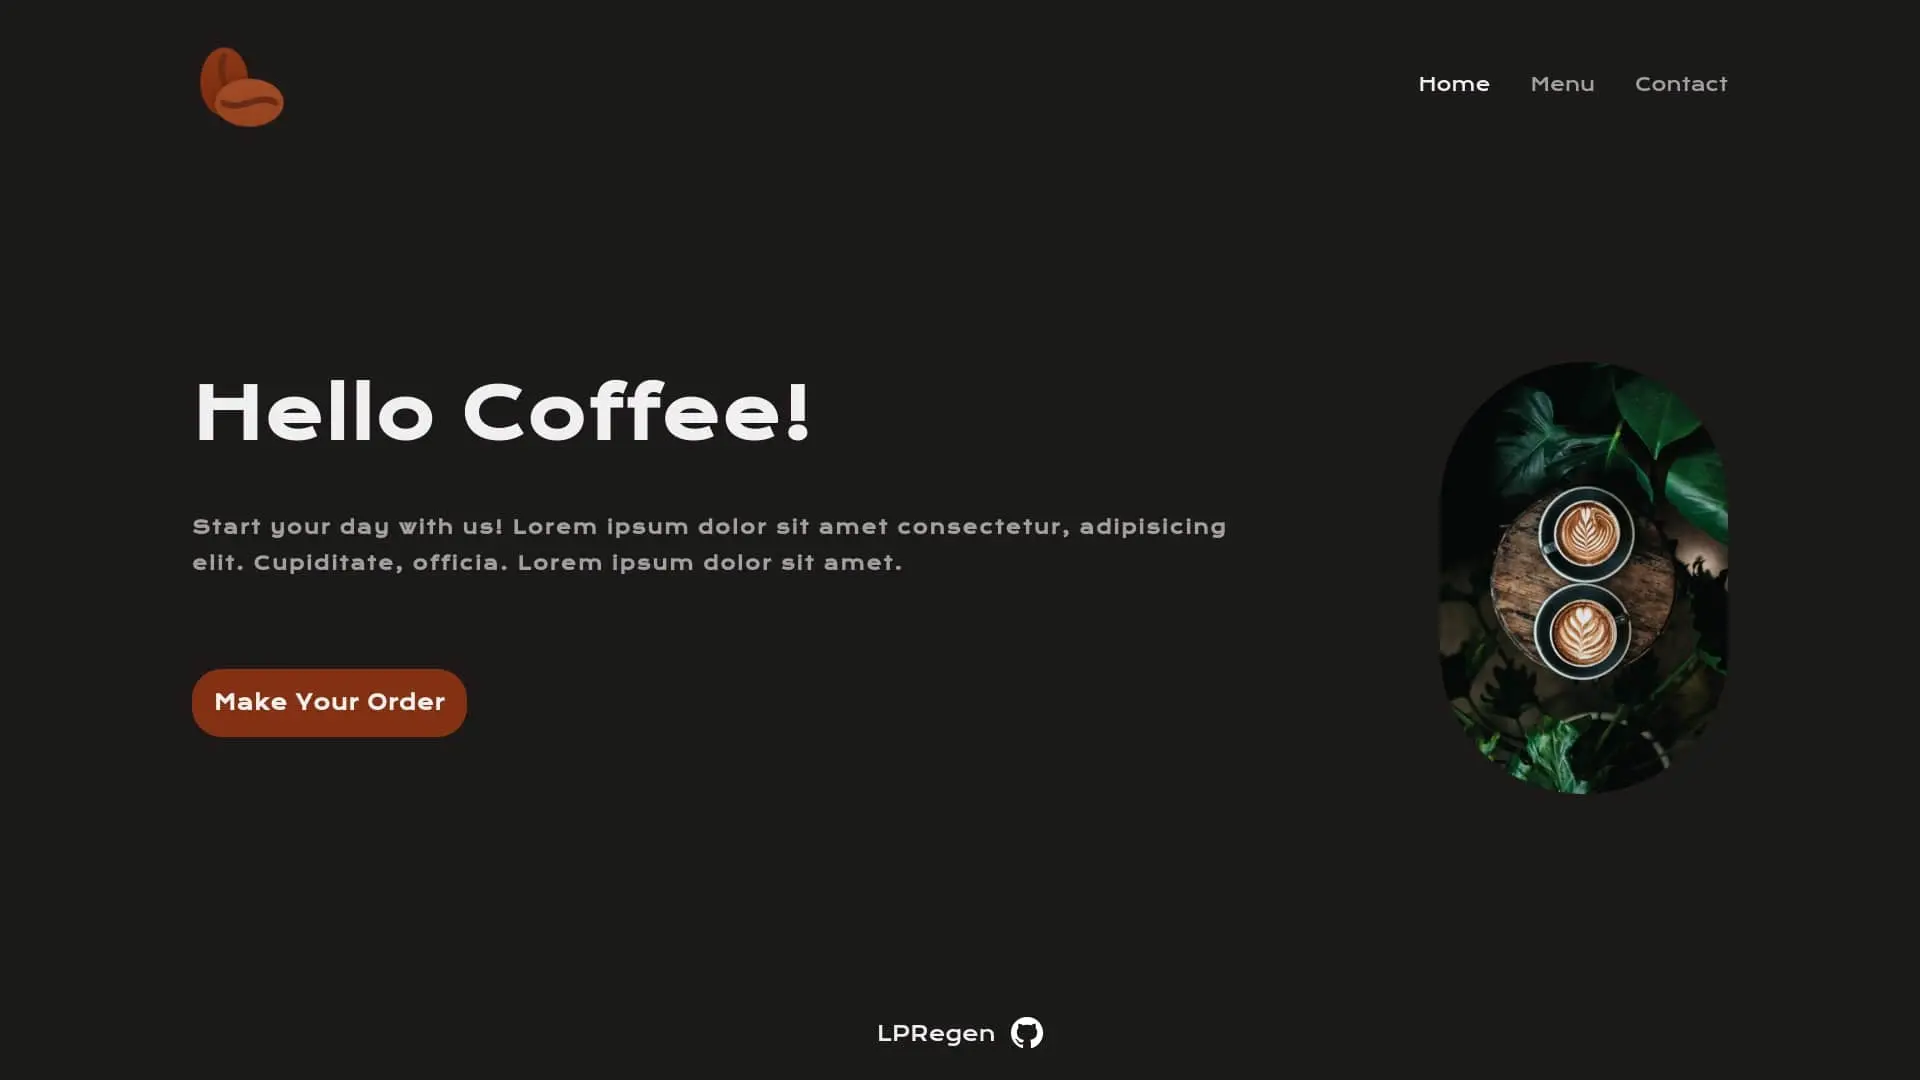 Home
Menu
Contact
Hello Coffee!
Start your day with us! Lorem ipsum dolor sit amet consectetur, adipisicing
elit. Cupiditate, officia. Lorem ipsum dolor sit amet.
Make Your Order
LPRegen